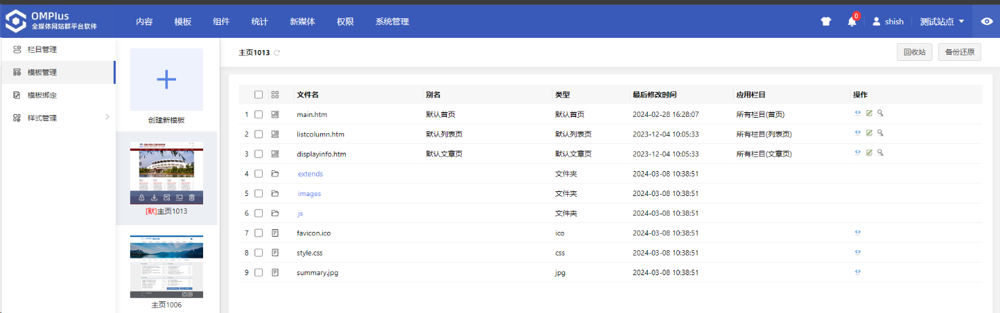 OMPlus
全媒体网站群平台软件
内容 模板 组件 统计 新媒体 权限 系统管理
0
shish
测试站点
栏目管理
模板管理
模板绑定
样式管理
创建新模板
[默]主页1013
主页1006
主页1013
回收站 备份还原
文件名 别名 类型 最后修改时间 应用栏目 操作
1 main.htm 默认首页 默认首页 2024-02-28 16:28:07 所有栏目(首页)
2 listcolumn.htm 默认列表页 默认列表页 2023-12-04 10:05:33 所有栏目(列表页)
3 displayinfo.htm 默认文章页 默认文章页 2023-12-04 10:05:33 所有栏目(文章页)
4 extends 文件夹 2024-03-08 10:38:51
5 images 文件夹 2024-03-08 10:38:51
6 js 文件夹 2024-03-08 10:38:51
7 favicon.ico ico 2024-03-08 10:38:51
8 style.css css 2024-03-08 10:38:51
9 summary.jpg jpg 2024-03-08 10:38:51